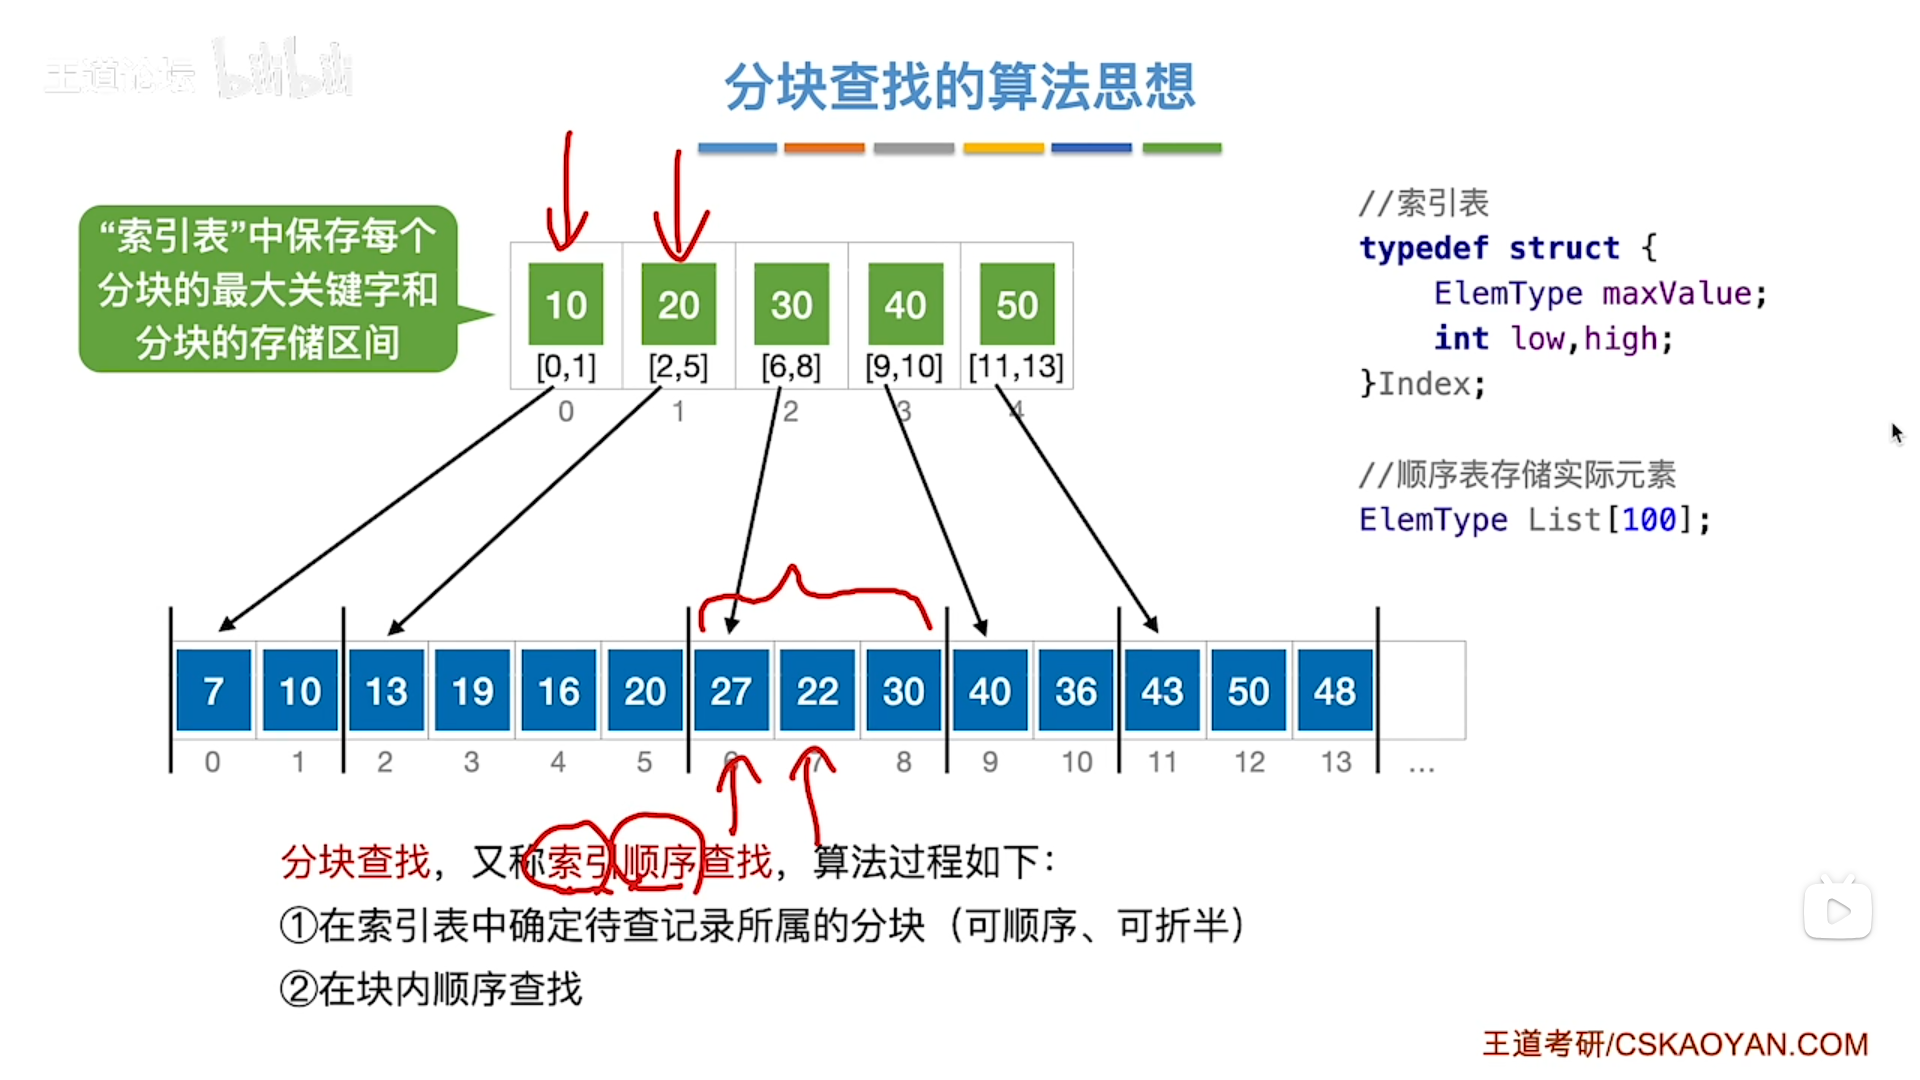 王道论坛 bilibili
分块查找的算法思想
“索引表”中保存每个
分块的最大关键字和
分块的存储区间
10 20 30 40 50
[0,1] [2,5] [6,8] [9,10] [11,13]
0 1 2 3 4
//索引表
typedef struct {
ElemType maxValue;
int low,high;
}Index;
//顺序表存储实际元素
ElemType List[100];
7 10 13 19 16 20 27 22 30 40 36 43 50 48
0 1 2 3 4 5 6 7 8 9 10 11 12 13 ...
分块查找，又称索引顺序查找，算法过程如下：
①在索引表中确定待查记录所属的分块（可顺序、可折半）
②在块内顺序查找
王道考研/CSKAOYAN.COM